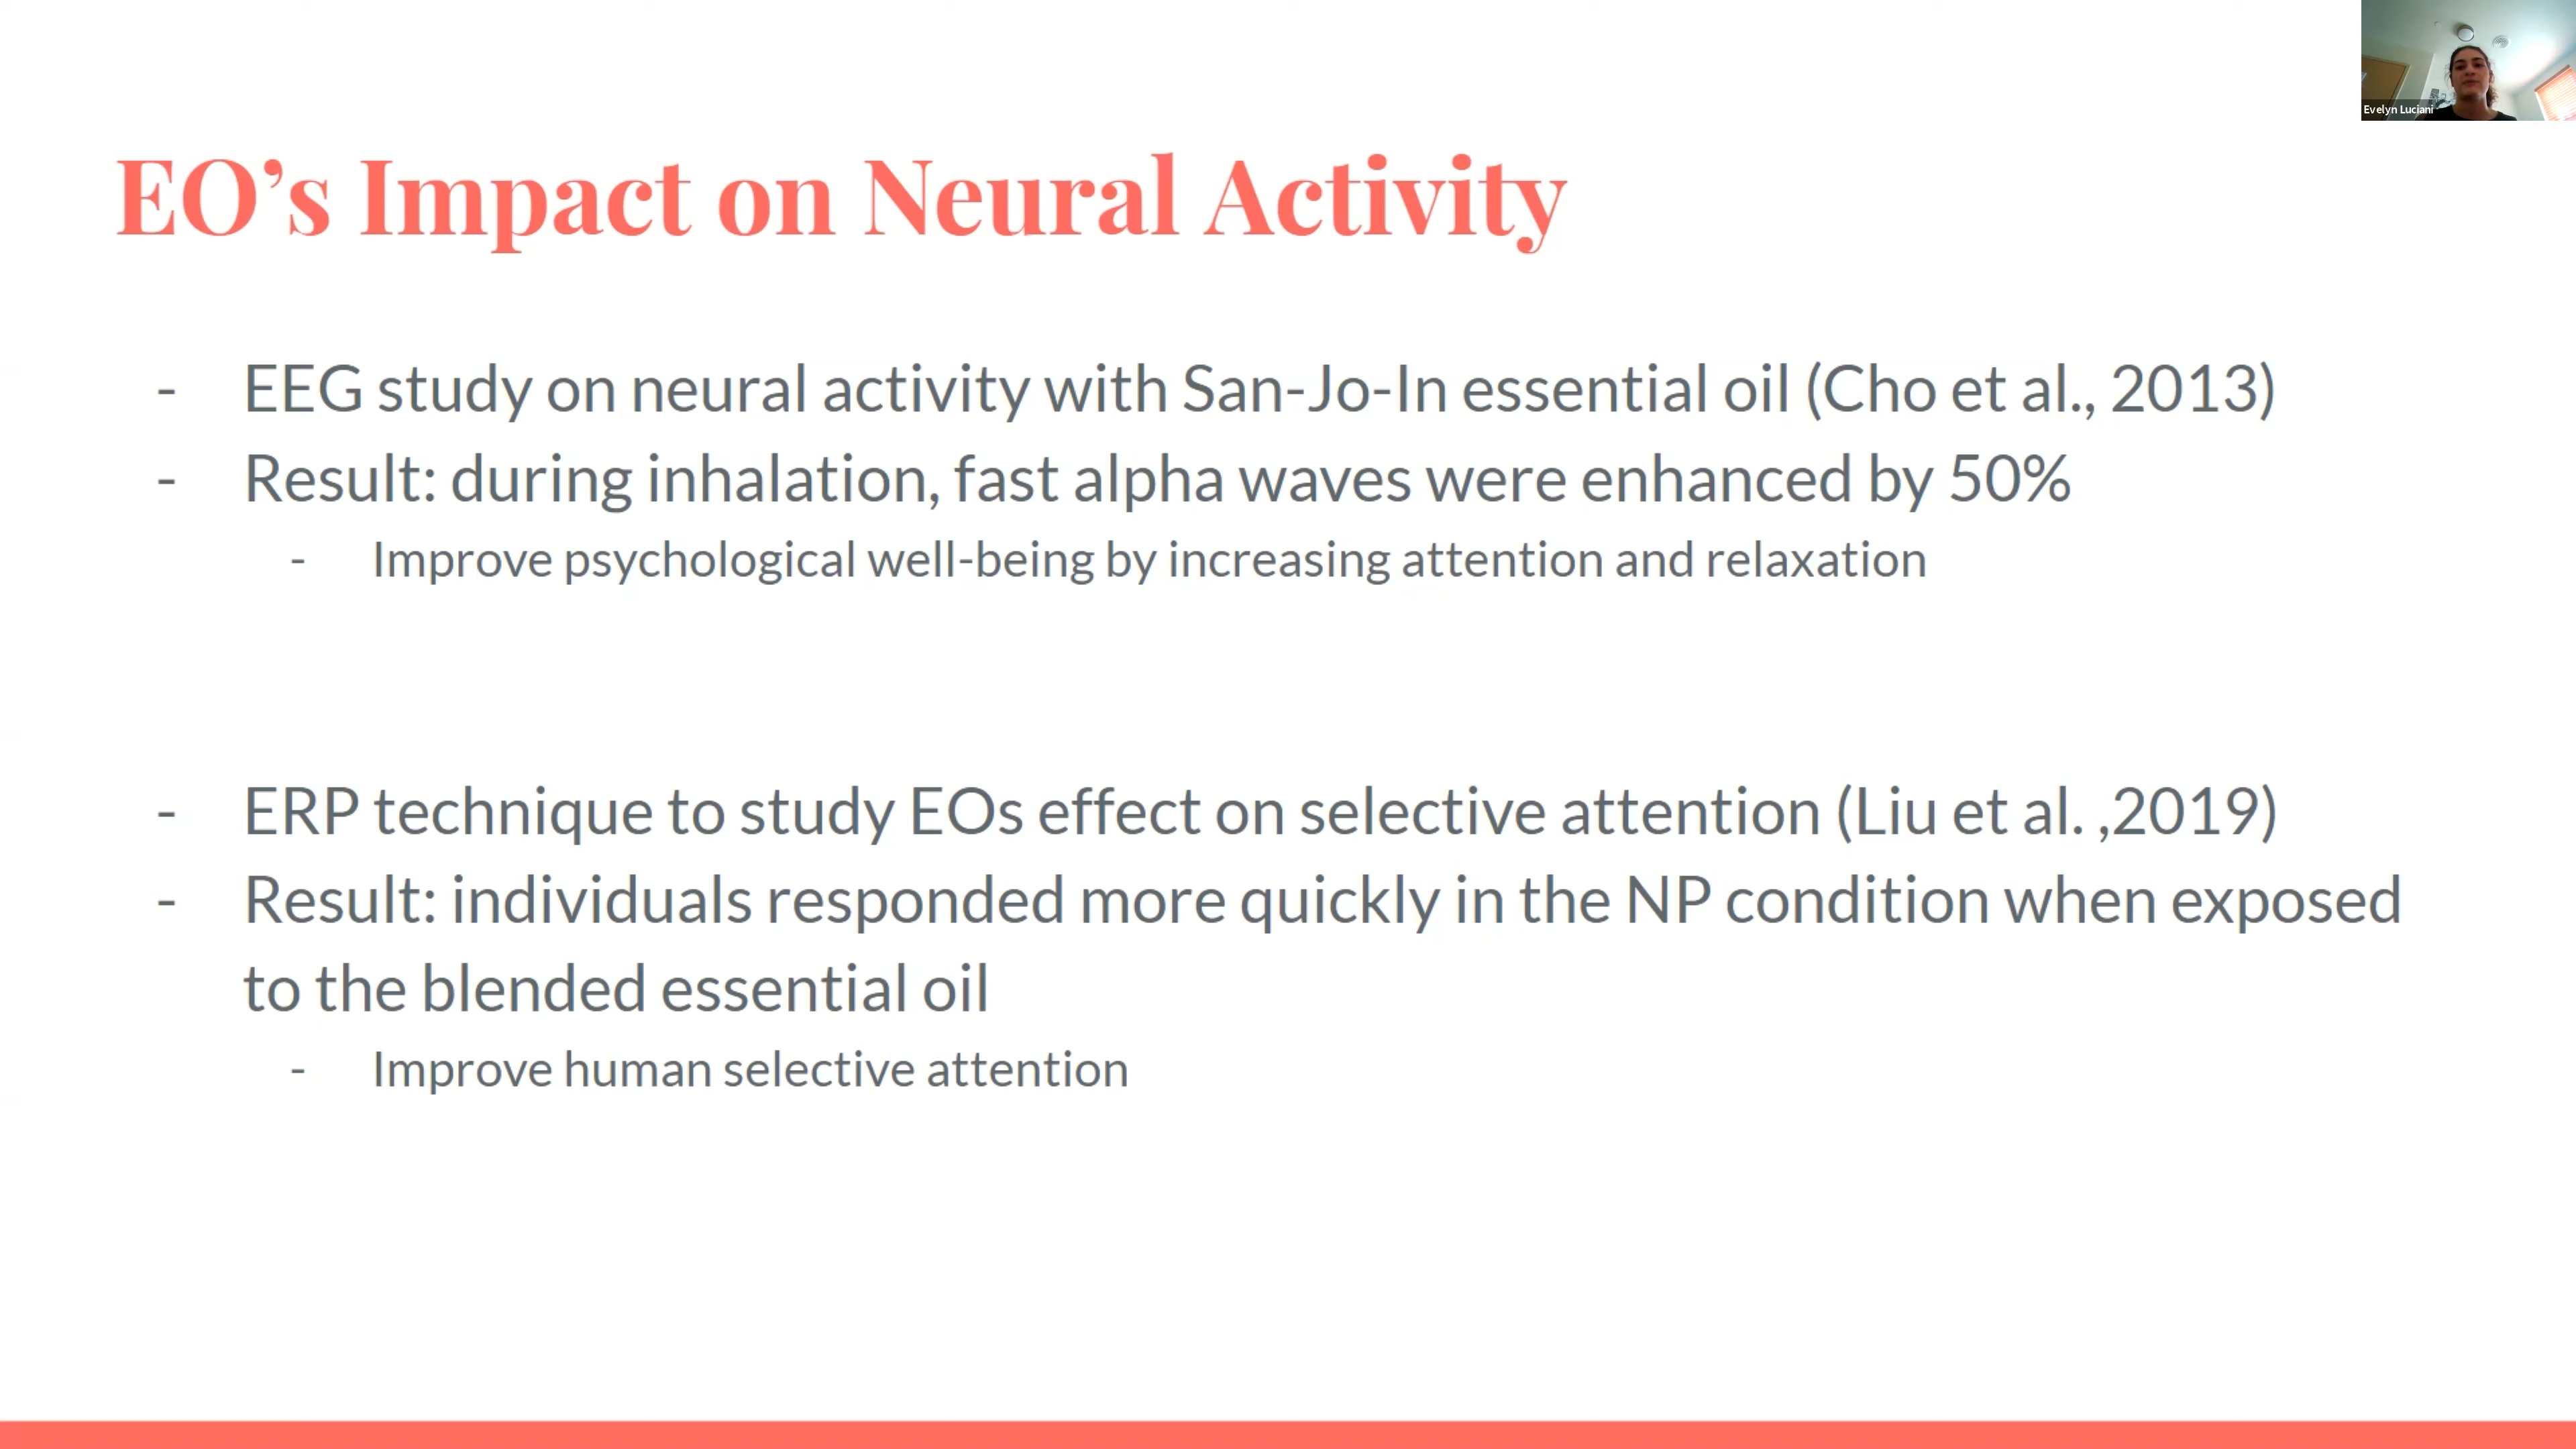 Evelyn Luciani
EO’s Impact on Neural Activity
- EEG study on neural activity with San-Jo-In essential oil (Cho et al., 2013)
- Result: during inhalation, fast alpha waves were enhanced by 50%
- Improve psychological well-being by increasing attention and relaxation
- ERP technique to study EOs effect on selective attention (Liu et al. ,2019)
- Result: individuals responded more quickly in the NP condition when exposed
to the blended essential oil
- Improve human selective attention